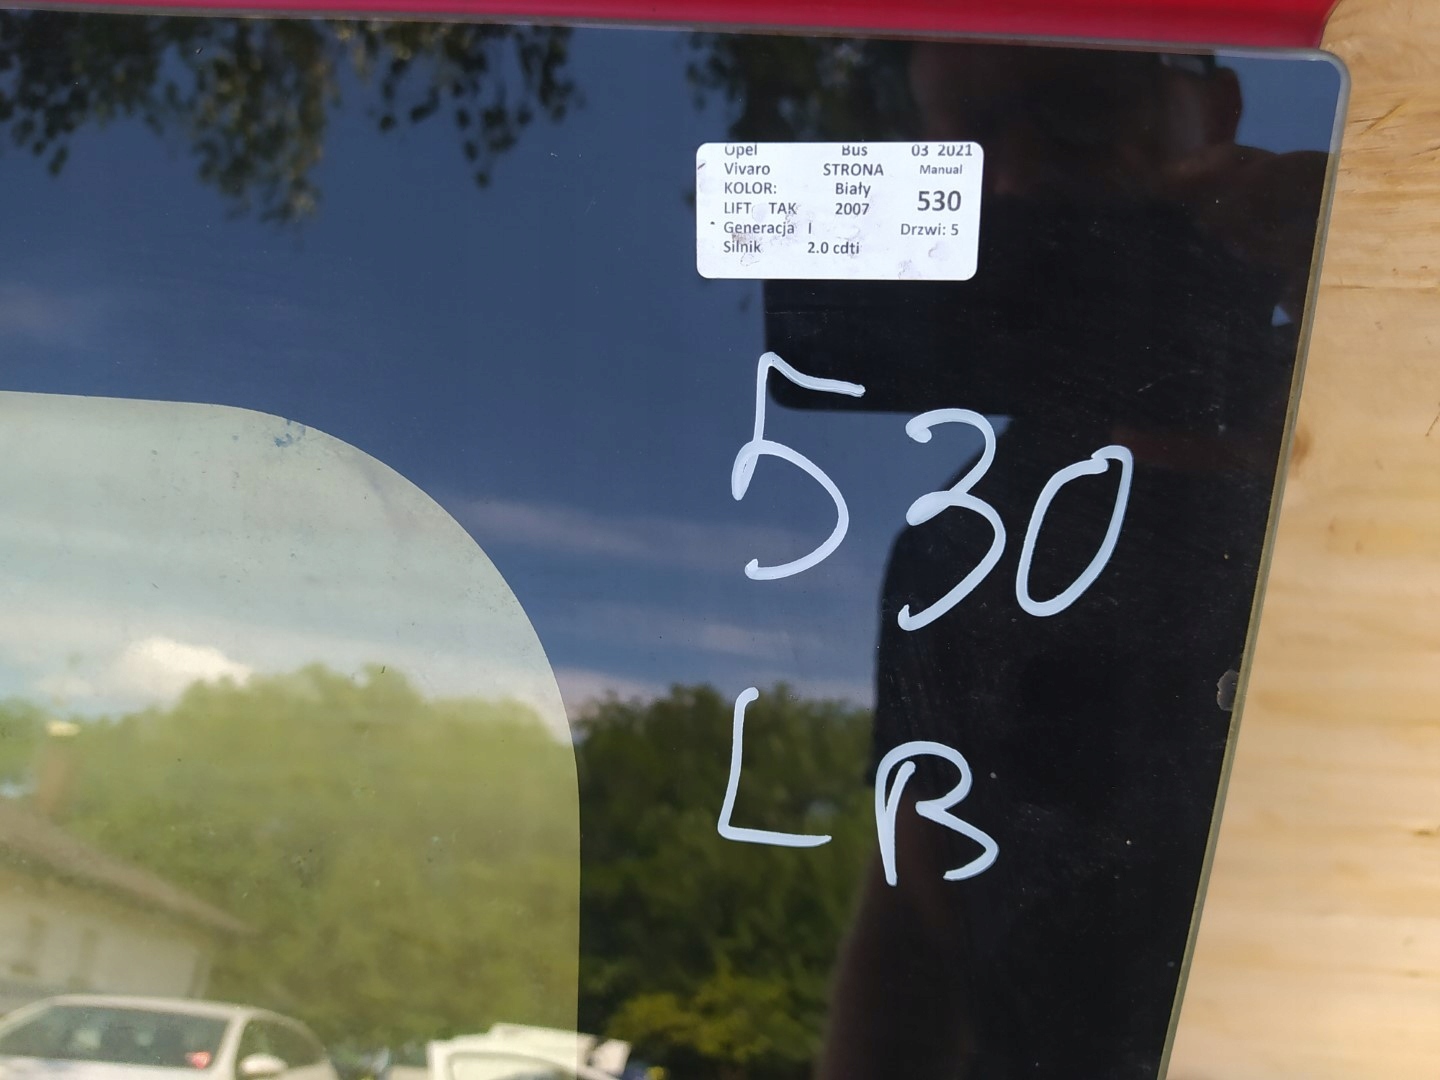 Opel Bus 03 2021
Vivaro STRONA Manual
KOLOR: Biały
LIFT TAK 2007 530
Generacja I Drzwi: 5
Silnik 2.0 cdti
530
LB